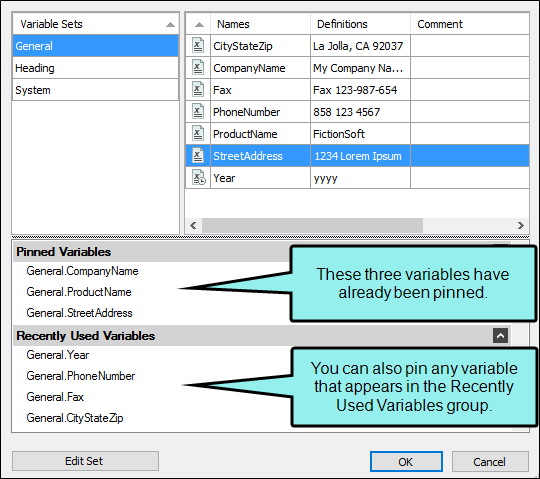 Variable Sets
General
Heading
System
Names Definitions Comment
CityStateZip La Jolla, CA 92037
CompanyName My Company Na...
Fax Fax 123-987-654
PhoneNumber 858 123 4567
ProductName FictionSoft
StreetAddress 1234 Lorem Ipsum
Year yyyy
Pinned Variables
General.CompanyName
General.ProductName
General.StreetAddress
These three variables have
already been pinned.
Recently Used Variables
General.Year
General.PhoneNumber
General.Fax
General.CityStateZip
You can also pin any variable
that appears in the Recently
Used Variables group.
Edit Set OK Cancel